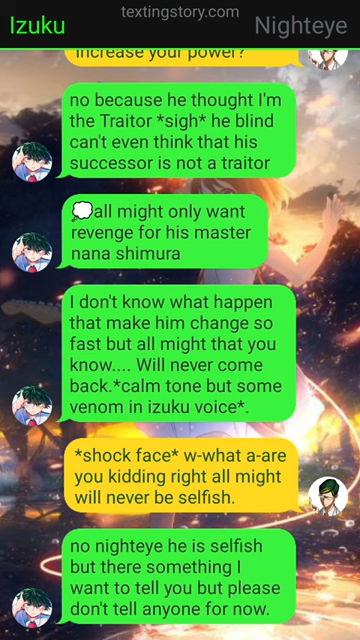 textingstory.com
Izuku
Nighteye
increase your power?
no because he thought I'm
the Traitor *sigh* he blind
can't even think that his
successor is not a traitor
💭all might only want
revenge for his master
nana shimura
I don't know what happen
that make him change so
fast but all might that you
know.... Will never come
back.*calm tone but some
venom in izuku voice*.
*shock face* w-what a-are
you kidding right all might
will never be selfish.
no nighteye he is selfish
but there something I
want to tell you but please
don't tell anyone for now.